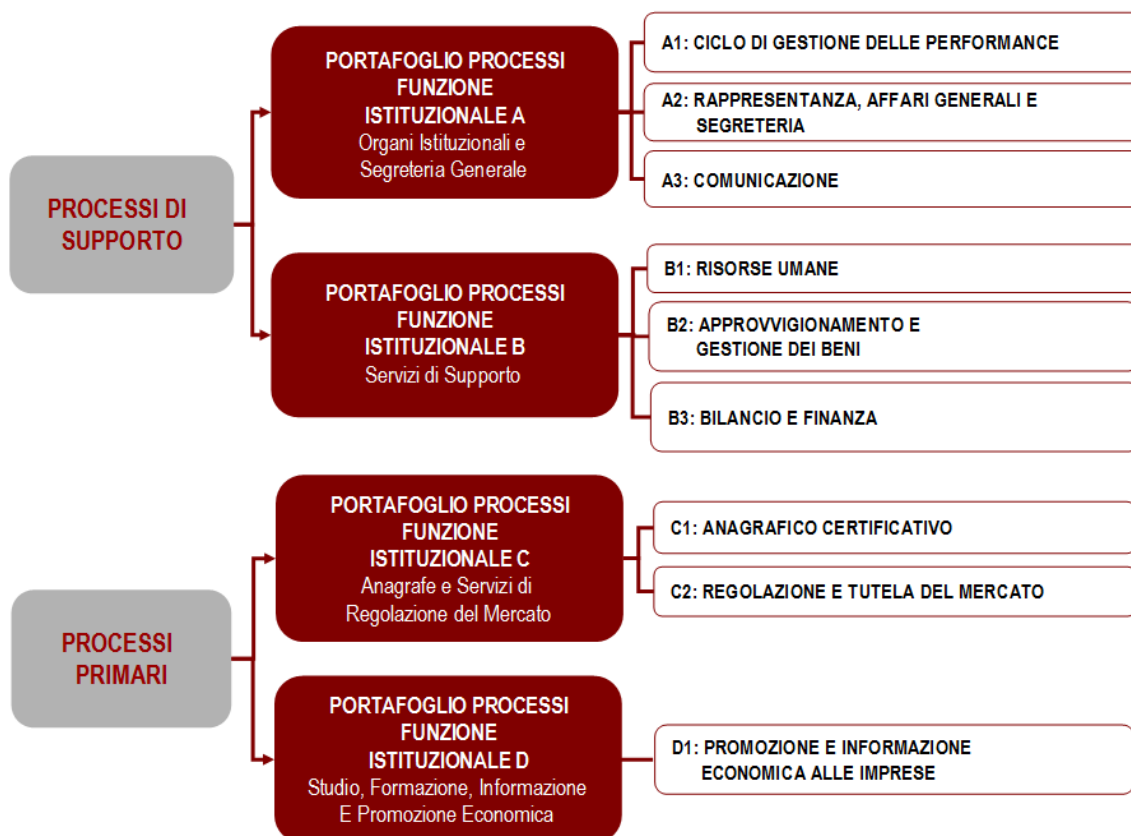 PROCESSI DI
SUPPORTO
PORTAFOGLIO PROCESSI
FUNZIONE
ISTITUZIONALE A
Organi Istituzionali e
Segreteria Generale
A1: CICLO DI GESTIONE DELLE PERFORMANCE
A2: RAPPRESENTANZA, AFFARI GENERALI E
SEGRETERIA
A3: COMUNICAZIONE
PORTAFOGLIO PROCESSI
FUNZIONE
ISTITUZIONALE B
Servizi di Supporto
B1: RISORSE UMANE
B2: APPROVVIGIONAMENTO E
GESTIONE DEI BENI
B3: BILANCIO E FINANZA
PROCESSI
PRIMARI
PORTAFOGLIO PROCESSI
FUNZIONE
ISTITUZIONALE C
Anagrafe e Servizi di
Regolazione del Mercato
C1: ANAGRAFICO CERTIFICATIVO
C2: REGOLAZIONE E TUTELA DEL MERCATO
PORTAFOGLIO PROCESSI
FUNZIONE
ISTITUZIONALE D
Studio, Formazione, Informazione
E Promozione Economica
D1: PROMOZIONE E INFORMAZIONE
ECONOMICA ALLE IMPRESE